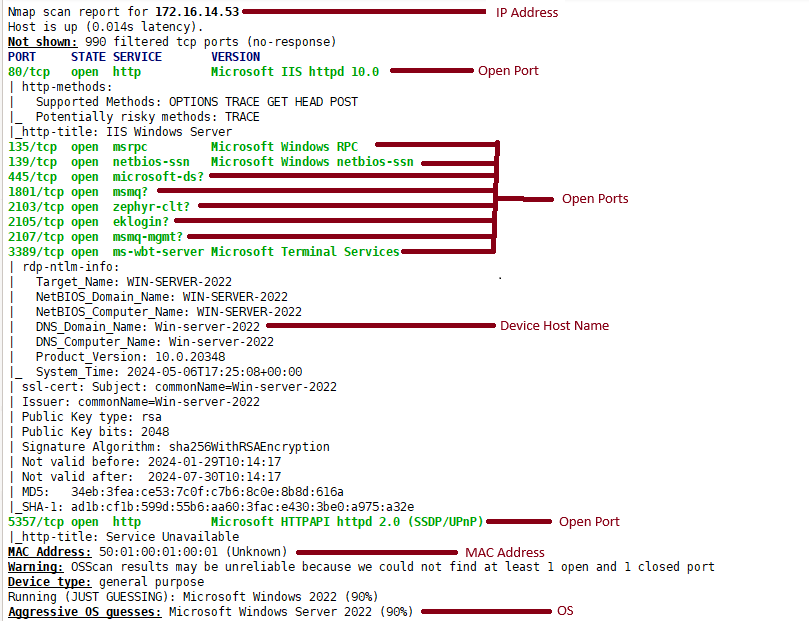 Nmap scan report for 172.16.14.53 IP Address
Host is up (0.014s latency).
Not shown: 990 filtered tcp ports (no-response)
PORT STATE SERVICE VERSION
80/tcp open http Microsoft IIS httpd 10.0 Open Port
| http-methods:
| Supported Methods: OPTIONS TRACE GET HEAD POST
|_ Potentially risky methods: TRACE
|_http-title: IIS Windows Server
135/tcp open msrpc Microsoft Windows RPC
139/tcp open netbios-ssn Microsoft Windows netbios-ssn
445/tcp open microsoft-ds?
1801/tcp open msmq? Open Ports
2103/tcp open zephyr-clt?
2105/tcp open eklogin?
2107/tcp open msmq-mgmt?
3389/tcp open ms-wbt-server Microsoft Terminal Services
| rdp-ntlm-info:
| Target_Name: WIN-SERVER-2022
| NetBIOS_Domain_Name: WIN-SERVER-2022
| NetBIOS_Computer_Name: WIN-SERVER-2022
| DNS_Domain_Name: Win-server-2022 Device Host Name
| DNS_Computer_Name: Win-server-2022
| Product_Version: 10.0.20348
|_ System_Time: 2024-05-06T17:25:08+00:00
| ssl-cert: Subject: commonName=Win-server-2022
| Issuer: commonName=Win-server-2022
| Public Key type: rsa
| Public Key bits: 2048
| Signature Algorithm: sha256WithRSAEncryption
| Not valid before: 2024-01-29T10:14:17
| Not valid after: 2024-07-30T10:14:17
| MD5: 34eb:3fea:ce53:7c0f:c7b6:8c0e:8b8d:616a
|_SHA-1: ad1b:cf1b:599d:55b6:aa60:3fac:e430:3be0:a975:a32e
5357/tcp open http Microsoft HTTPAPI httpd 2.0 (SSDP/UPnP) Open Port
|_http-title: Service Unavailable
MAC Address: 50:01:00:01:00:01 (Unknown) MAC Address
Warning: OSScan results may be unreliable because we could not find at least 1 open and 1 closed port
Device type: general purpose
Running (JUST GUESSING): Microsoft Windows 2022 (90%)
Aggressive OS guesses: Microsoft Windows Server 2022 (90%) OS